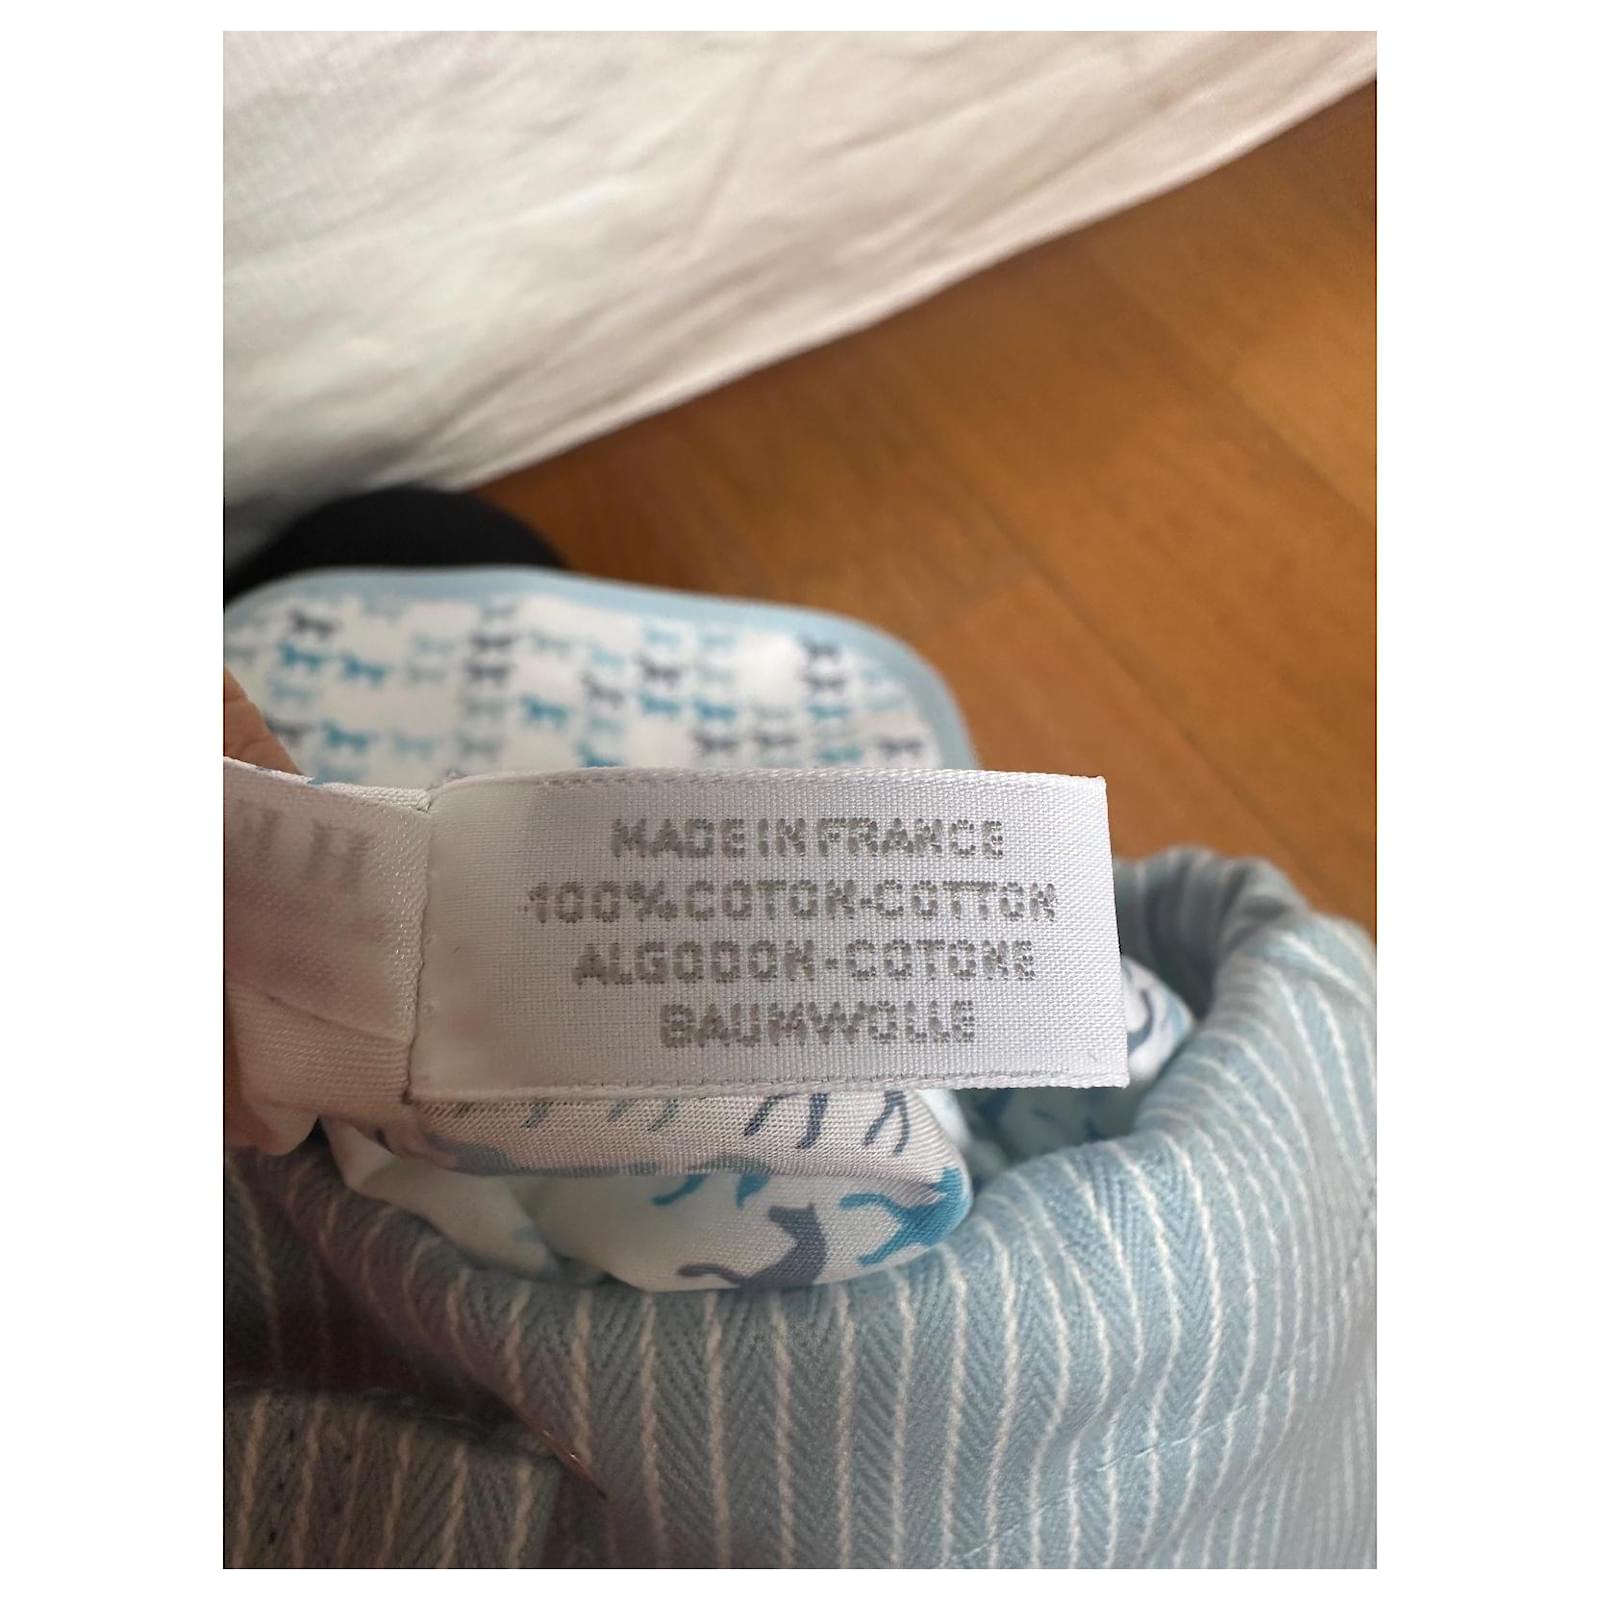 MADE IN FRANCE
100% COTON-COTTON
ALGODON-COTONE
BAUMWOLLE